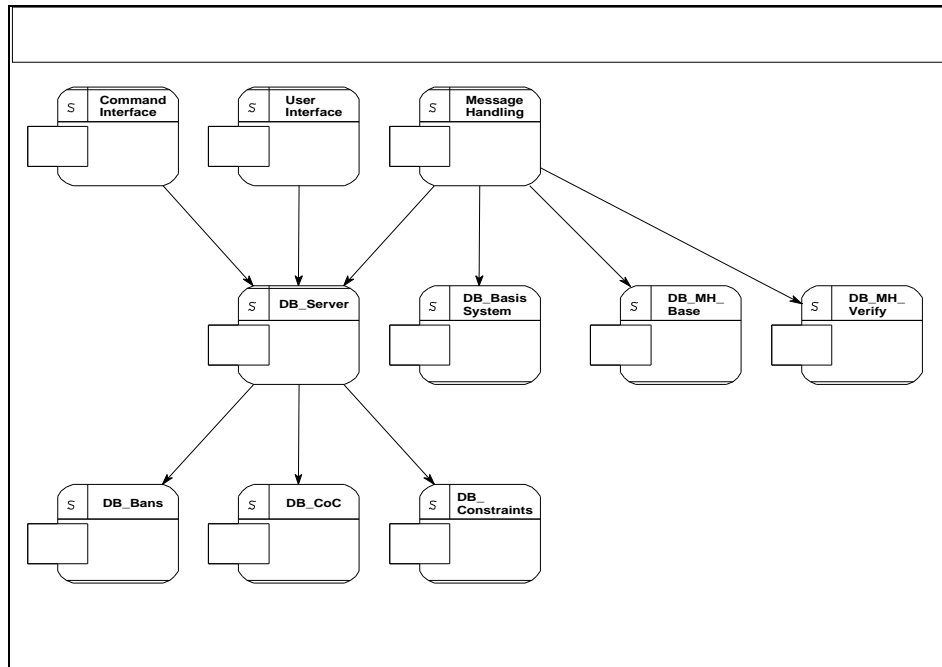 S
Command
Interface
S
User
Interface
S
Message
Handling
S
DB_Server
S
DB_Basis
System
S
DB_MH_
Base
S
DB_MH_
Verify
S
DB_Bans
S
DB_CoC
S
DB_
Constraints